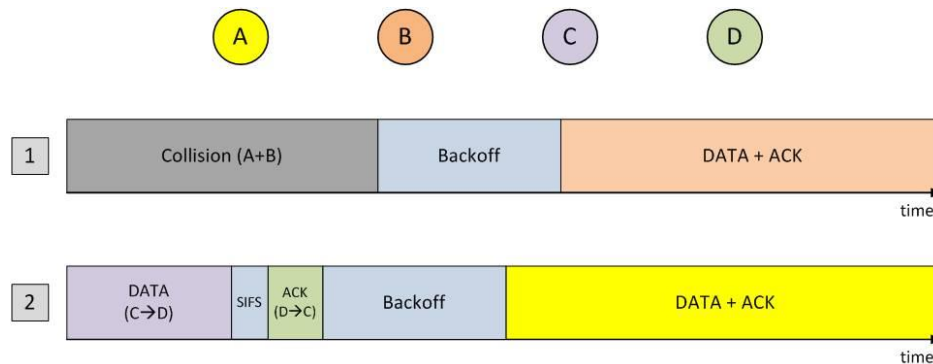 A B C D
1 Collision (A+B) Backoff DATA + ACK
time
2 DATA
(C→D) SIFS ACK
(D→C) Backoff DATA + ACK
time